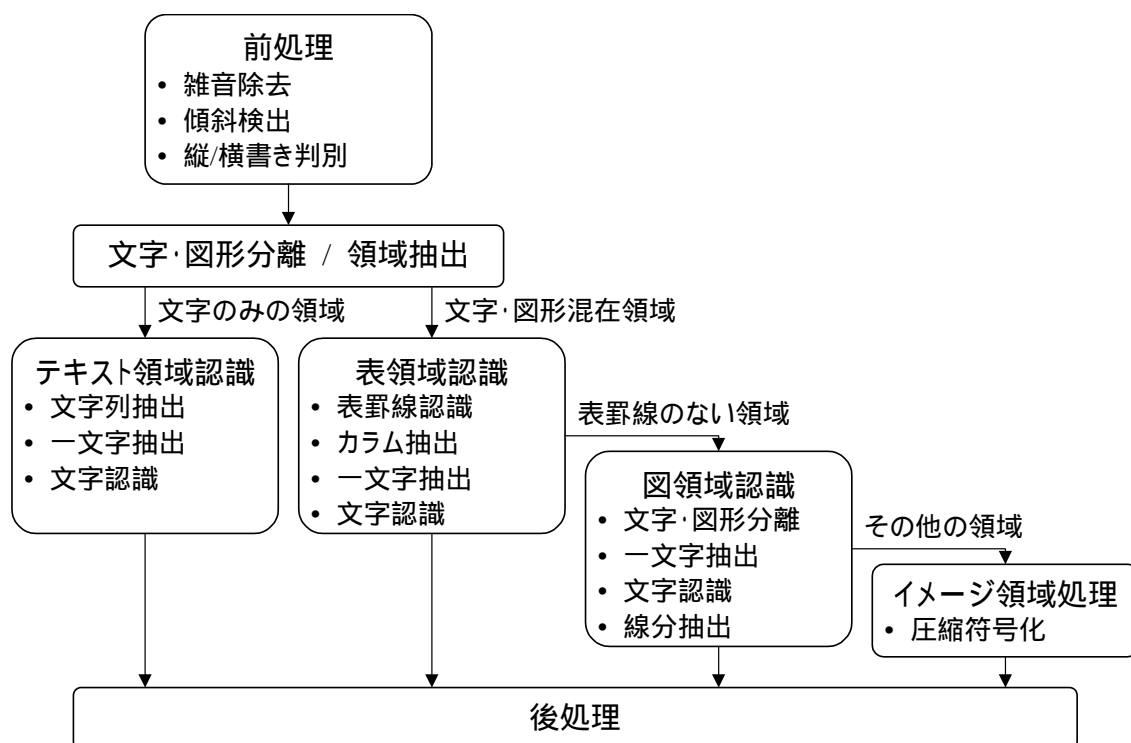 前処理
• 雑音除去
• 傾斜検出
• 縦/横書き判別
文字･図形分離 / 領域抽出
文字のみの領域
文字･図形混在領域
テキスト領域認識
• 文字列抽出
• 一文字抽出
• 文字認識
表領域認識
• 表罫線認識
• カラム抽出
• 一文字抽出
• 文字認識
表罫線のない領域
図領域認識
• 文字･図形分離
• 一文字抽出
• 文字認識
• 線分抽出
その他の領域
イメージ領域処理
• 圧縮符号化
後処理